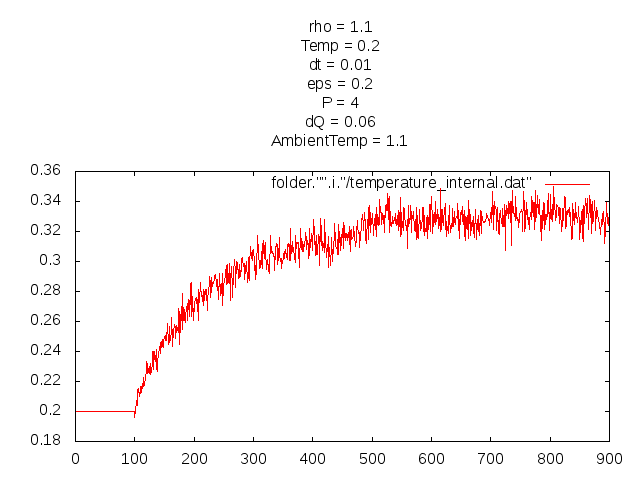 rho = 1.1
Temp = 0.2
dt = 0.01
eps = 0.2
P = 4
dQ = 0.06
AmbientTemp = 1.1
folder."".i."/temperature_internal.dat"
0.36
0.34
0.32
0.3
0.28
0.26
0.24
0.22
0.2
0.18
0 100 200 300 400 500 600 700 800 900